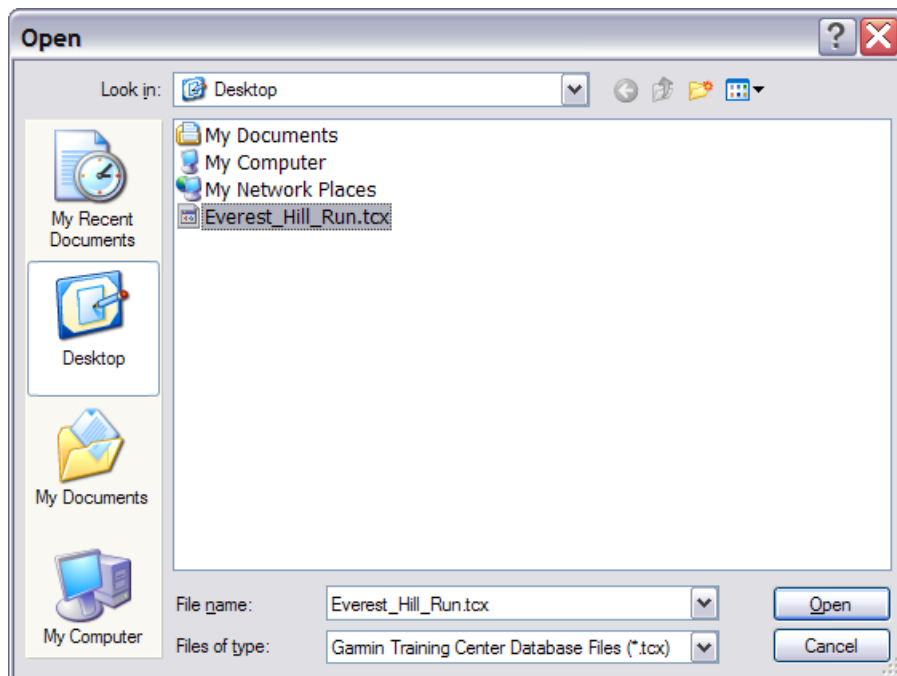 Open
Look in:
Desktop
My Documents
My Computer
My Network Places
Everest_Hill_Run.tcx
My Recent
Documents
Desktop
My Documents
My Computer
File name:
Everest_Hill_Run.tcx
Open
Files of type:
Garmin Training Center Database Files (*.tcx)
Cancel